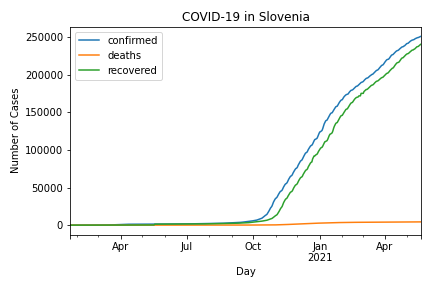 COVID-19 in Slovenia
confirmed
deaths
recovered
Number of Cases
250000
200000
150000
100000
50000
0
Apr
Jul
Oct
Jan
2021
Apr
Day